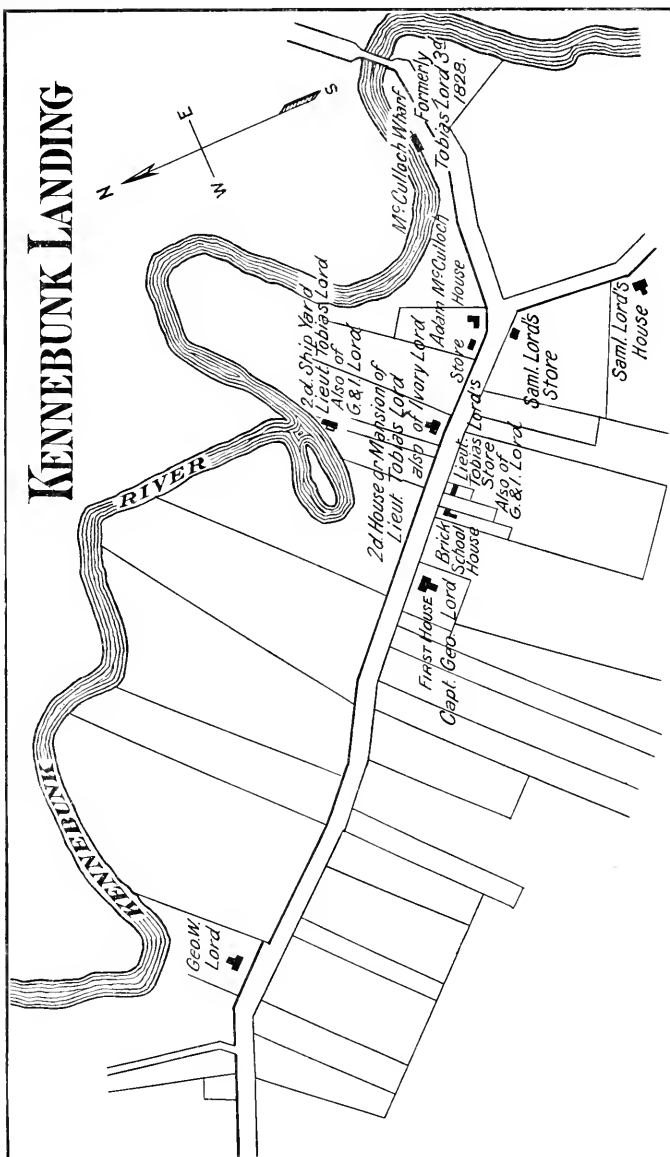 KENNEBUNK LANDING
N
E
W
S
KENNEBUNK
RIVER
McCulloch Wharf
Formerly
Tobias Lord 3d
1828.
2d. Ship Yard
Lieut. Tobias Lord
Also of
G.&I. Lord
2d House or Mansion of
Lieut. Tobias Lord
also of Ivory Lord
Adam McCulloch
House
Store
Saml. Lord's
Store
Saml. Lord's
House
Lieut.
Tobias Lord's
Store
Also of
G.&I. Lord
Brick
School
House
FIRST HOUSE
Capt. Geo. Lord
Geo.W.
Lord